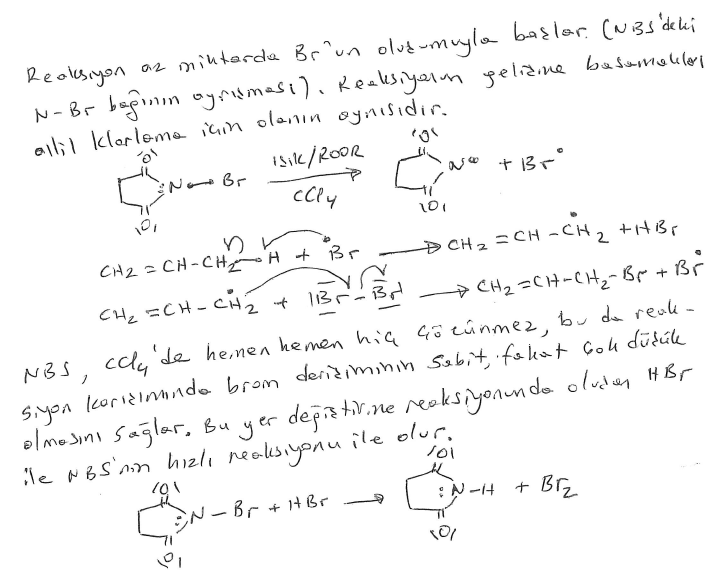 Reaksiyon az miktarda Br°un oluşumuyla başlar. (NBS'deki
N-Br bağının ayrışması). Reaksiyonun gelişme basamakları
allil klorlama için olanın aynısıdır.
O O
N—Br ışık/ROOR CCl4 N• + Br•
O O
CH2=CH-CH2—H + Br → CH2=CH-ĊH2 + HBr
CH2=CH-ĊH2 + |Br-Br| → CH2=CH-CH2-Br + Br
NBS, CCl4'de hemen hemen hiç çözünmez, bu da reak-
siyon karışımında brom derişiminin sabit, fakat çok düşük
olmasını sağlar. Bu yer değiştirme reaksiyonunda oluşan HBr
ile NBS'nin hızlı reaksiyonu ile olur.
O O
:N-Br + HBr → :N-H + Br2
O O